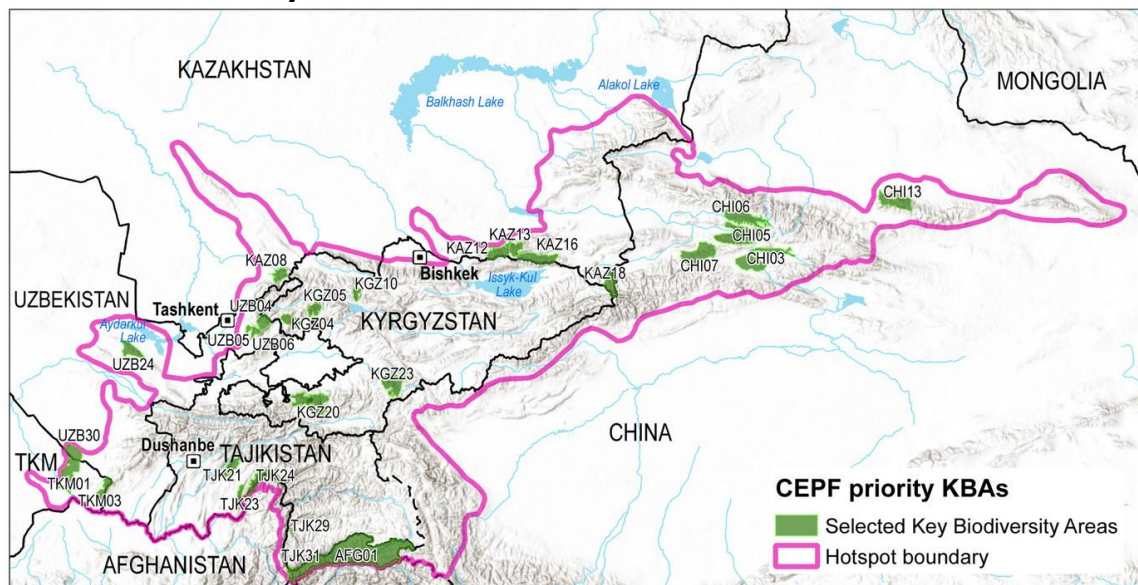 KAZAKHSTAN
MONGOLIA
Alakol Lake
Balkhash Lake
CHI13
CHI06
KAZ13
CHI05
KAZ12
KAZ16
CHI03
CHI07
Bishkek
KAZ08
KAZ18
Issyk-Kul
Lake
KGZ10
UZBEKISTAN
Tashkent
UZB04
KGZ05
KYRGYZSTAN
Aydarkul
Lake
UZB05
KGZ04
UZB06
UZB24
KGZ23
KGZ20
CHINA
UZB30
Dushanbe
TAJIKISTAN
TKM
TJK21
TJK24
TKM01
TKM03
TJK23
TJK29
AFGHANISTAN
TJK31
AFG01
CEPF priority KBAs
Selected Key Biodiversity Areas
Hotspot boundary